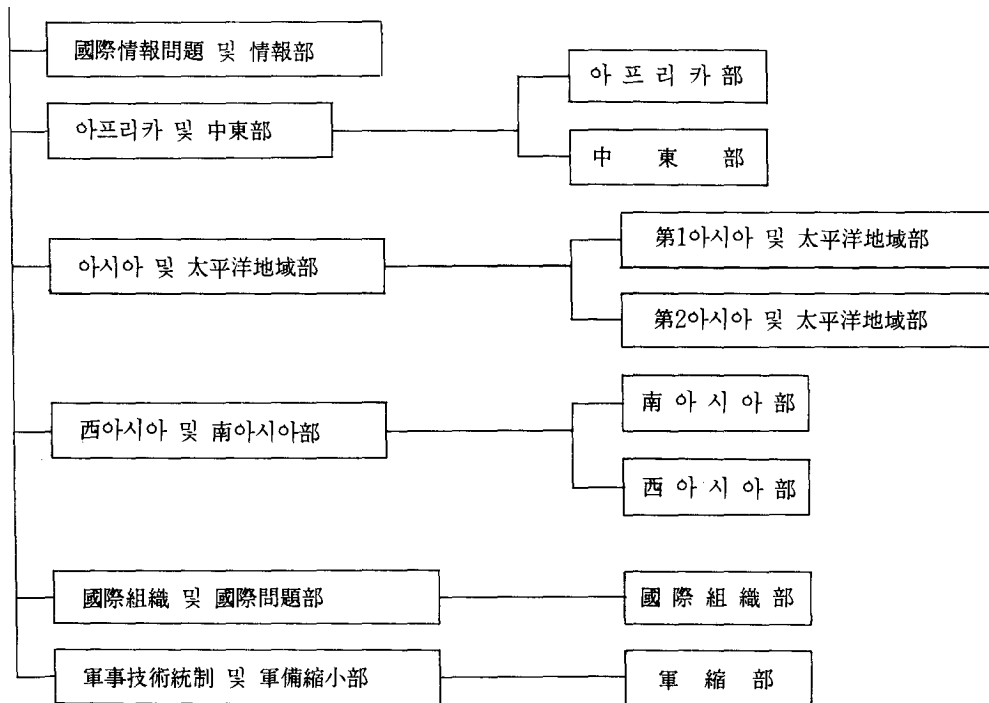 國際情報問題 및 情報部
아프리카 및 中東部
아프리카部
中東部
아시아 및 太平洋地域部
第1아시아 및 太平洋地域部
第2아시아 및 太平洋地域部
西아시아 및 南아시아部
南아시아部
西아시아部
國際組織 및 國際問題部
國際組織部
軍事技術統制 및 軍備縮小部
軍縮部